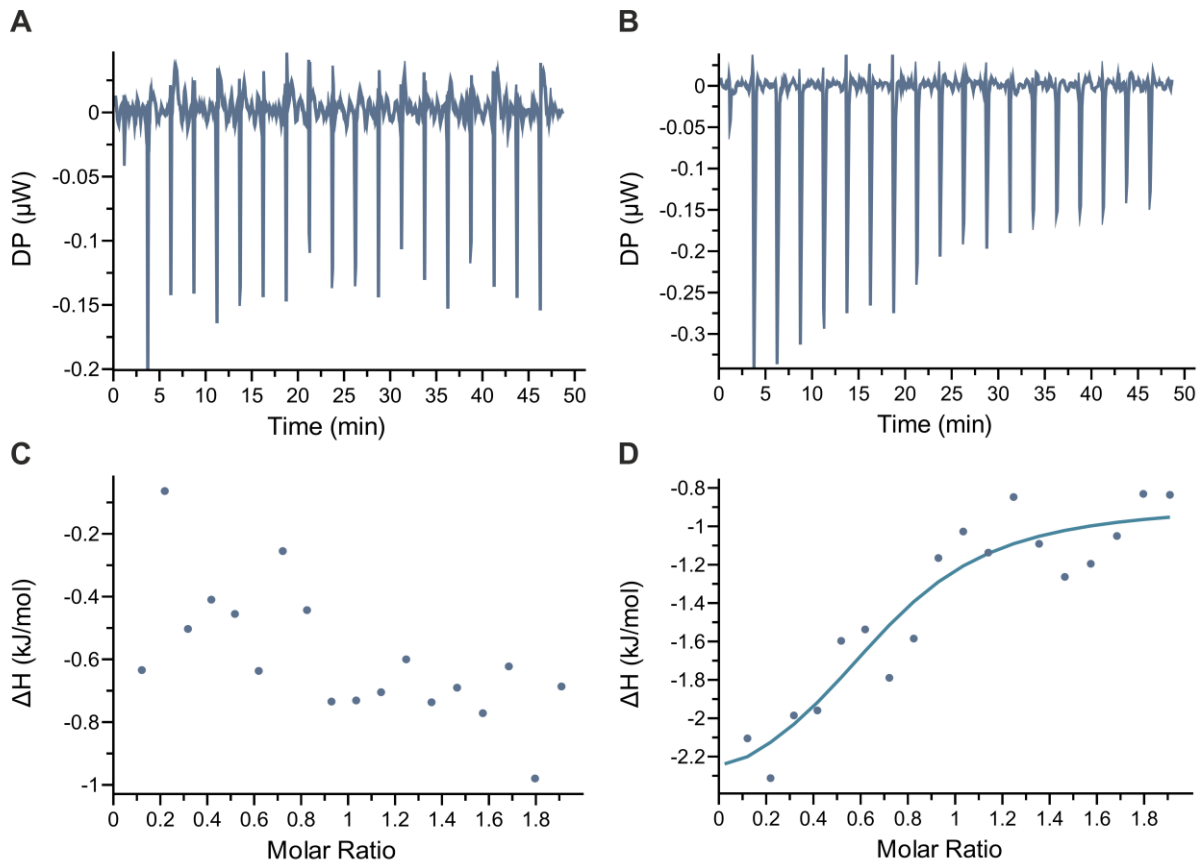 A
DP (µW)
0
-0.05
-0.1
-0.15
-0.2
0 5 10 15 20 25 30 35 40 45 50
Time (min)
B
DP (µW)
0
-0.05
-0.1
-0.15
-0.2
-0.25
-0.3
0 5 10 15 20 25 30 35 40 45 50
Time (min)
C
ΔH (kJ/mol)
-0.2
-0.4
-0.6
-0.8
-1
0 0.2 0.4 0.6 0.8 1 1.2 1.4 1.6 1.8
Molar Ratio
D
ΔH (kJ/mol)
-0.8
-1
-1.2
-1.4
-1.6
-1.8
-2
-2.2
0 0.2 0.4 0.6 0.8 1 1.2 1.4 1.6 1.8
Molar Ratio